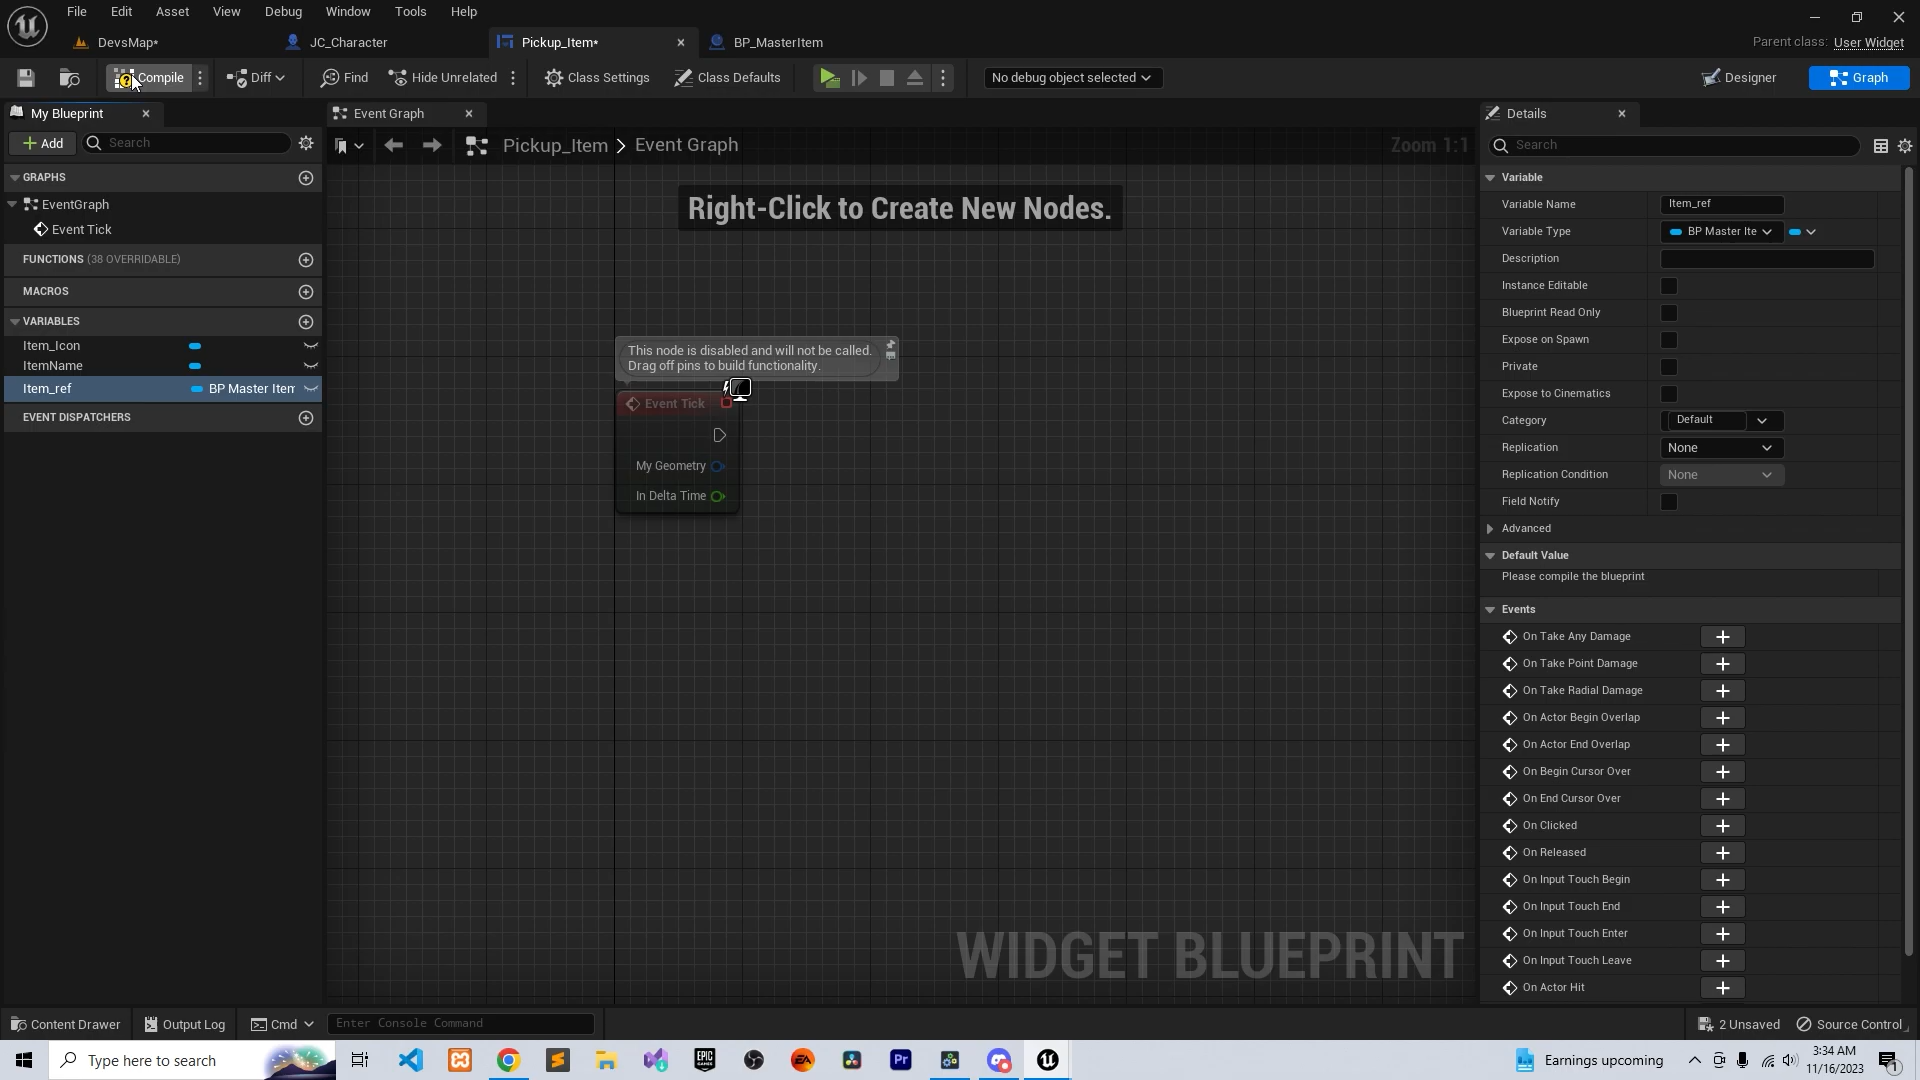 File Edit Asset View Debug Window Tools Help
DevsMap* JC_Character Pickup_Item* BP_MasterItem
Parent class: User Widget
Compile Diff Find Hide Unrelated Class Settings Class Defaults No debug object selected Designer Graph
My Blueprint Event Graph Details
Add Search
Pickup_Item > Event Graph Zoom 1:1
Search
GRAPHS
EventGraph
Event Tick
FUNCTIONS (38 OVERRIDABLE)
MACROS
VARIABLES
Item_Icon
ItemName
Item_ref BP Master Item
EVENT DISPATCHERS
Right-Click to Create New Nodes.
This node is disabled and will not be called.
Drag off pins to build functionality.
Event Tick
My Geometry
In Delta Time
WIDGET BLUEPRINT
Variable
Variable Name Item_ref
Variable Type BP Master Ite
Description
Instance Editable
Blueprint Read Only
Expose on Spawn
Private
Expose to Cinematics
Category Default
Replication None
Replication Condition None
Field Notify
Advanced
Default Value
Please compile the blueprint
Events
On Take Any Damage
On Take Point Damage
On Take Radial Damage
On Actor Begin Overlap
On Actor End Overlap
On Begin Cursor Over
On End Cursor Over
On Clicked
On Released
On Input Touch Begin
On Input Touch End
On Input Touch Enter
On Input Touch Leave
On Actor Hit
Content Drawer Output Log Cmd Enter Console Command 2 Unsaved Source Control
Type here to search EPIC GAMES EA Pr Earnings upcoming 3:34 AM
11/16/2023 1